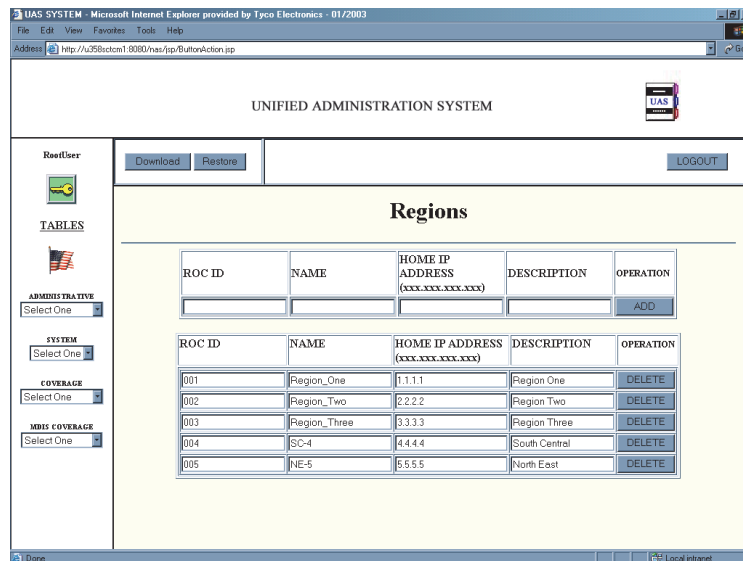 UAS SYSTEM - Microsoft Internet Explorer provided by Tyco Electronics - 01/2003
File Edit View Favorites Tools Help
Address http://u358sctcm1:8080/nas/jsp/ButtonAction.jsp
UNIFIED ADMINISTRATION SYSTEM
UAS
RootUser
Download Restore LOGOUT
TABLES
Regions
ROC ID NAME HOME IP ADDRESS (xxx.xxx.xxx.xxx) DESCRIPTION OPERATION
ADD
ADMINISTRATIVE
Select One
SYSTEM
Select One
COVERAGE
Select One
MDIS COVERAGE
Select One
ROC ID NAME HOME IP ADDRESS (xxx.xxx.xxx.xxx) DESCRIPTION OPERATION
001 Region_One 1.1.1.1 Region One DELETE
002 Region_Two 2.2.2.2 Region Two DELETE
003 Region_Three 3.3.3.3 Region Three DELETE
004 SC-4 4.4.4.4 South Central DELETE
005 NE-5 5.5.5.5 North East DELETE
Done Local intranet